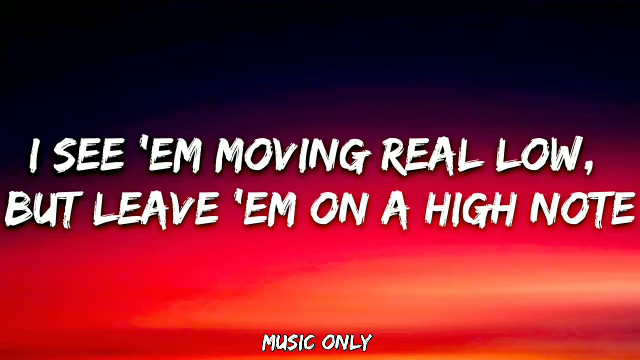 I SEE 'EM MOVING REAL LOW,
BUT LEAVE 'EM ON A HIGH NOTE
MUSIC ONLY